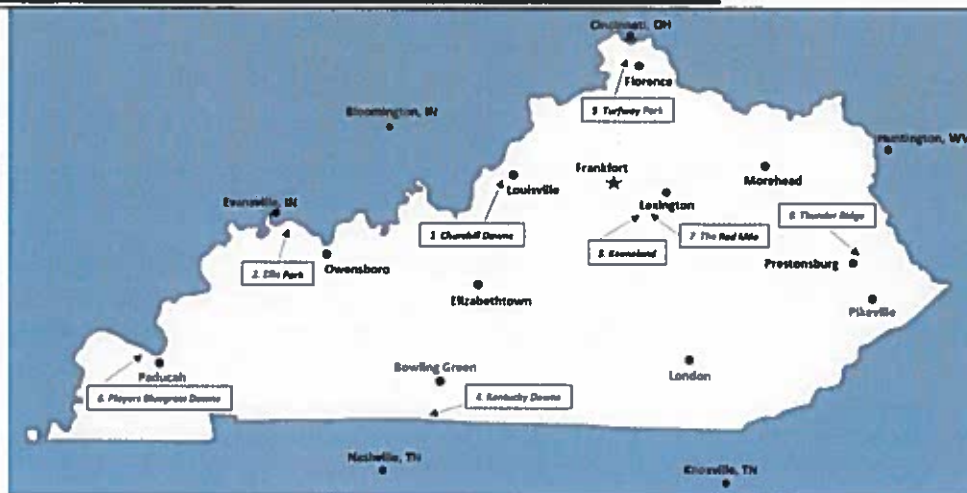 Cincinnati, OH
Florence
5 Turfway Park
Bloomington, IN
Huntington, WV
Frankfort
Louisville
Morehead
Lexington
Evansville, IN
1 Churchill Downs
3. Keeneland
7 The Red Mile
8 Thunder Ridge
2. Ellis Park
Owensboro
Prestonsburg
Elizabethtown
Pikeville
Paducah
Bowling Green
London
6. Players Bluegrass Downs
4. Kentucky Downs
Nashville, TN
Knoxville, TN